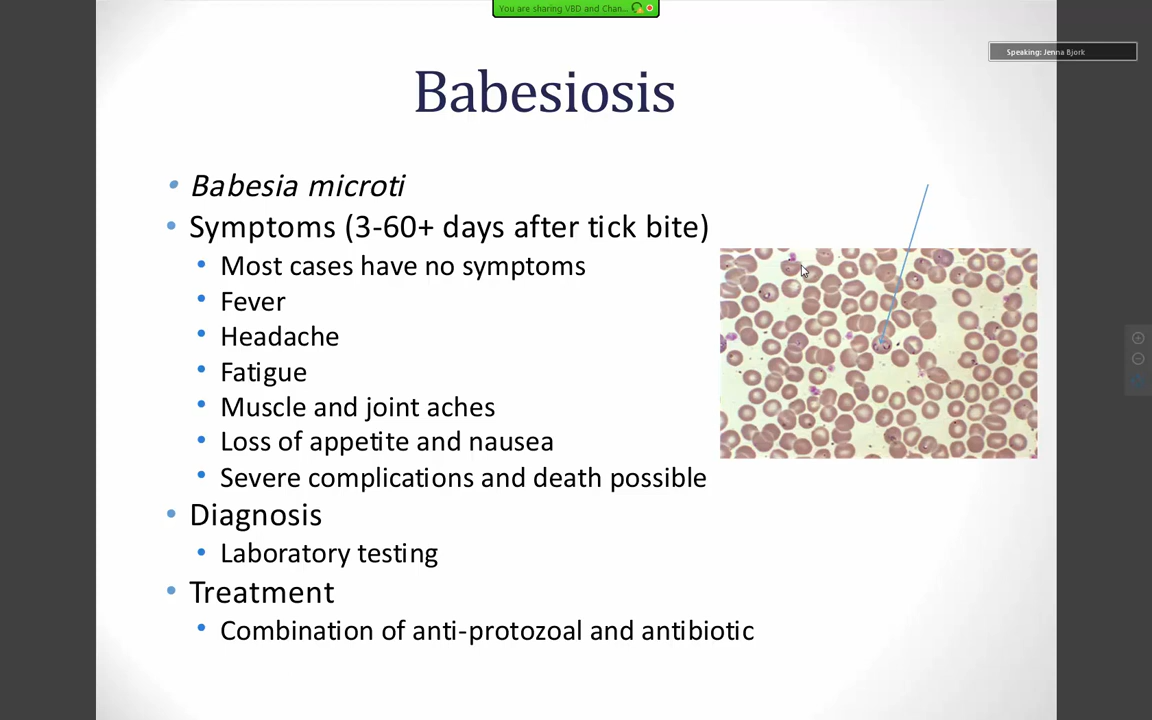 You are sharing VBD and Chan...
Speaking: Jenna Bjork
Babesiosis
• Babesia microti
• Symptoms (3-60+ days after tick bite)
• Most cases have no symptoms
• Fever
• Headache
• Fatigue
• Muscle and joint aches
• Loss of appetite and nausea
• Severe complications and death possible
• Diagnosis
• Laboratory testing
• Treatment
• Combination of anti-protozoal and antibiotic